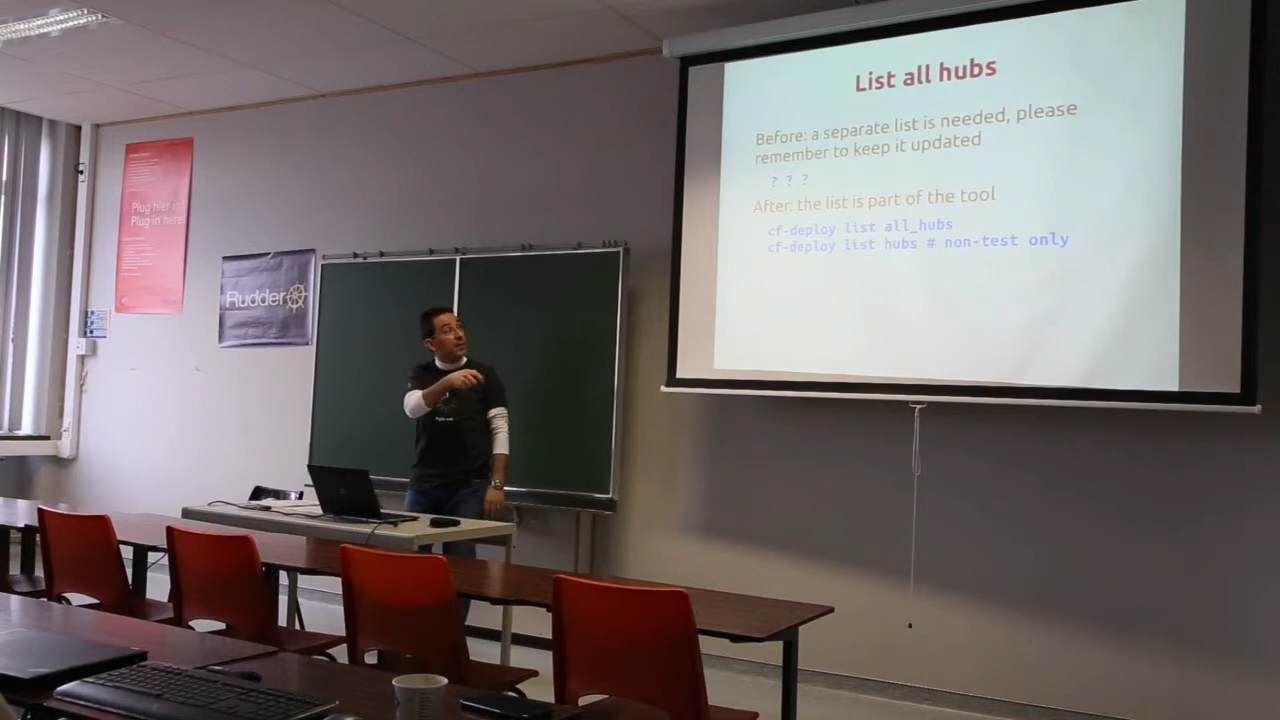 List all hubs
Before: a separate list is needed, please
remember to keep it updated
? ? ?
After: the list is part of the tool
cf-deploy list all_hubs
cf-deploy list hubs # non-test only
Plug hier in!
Plug in here!
Rudder